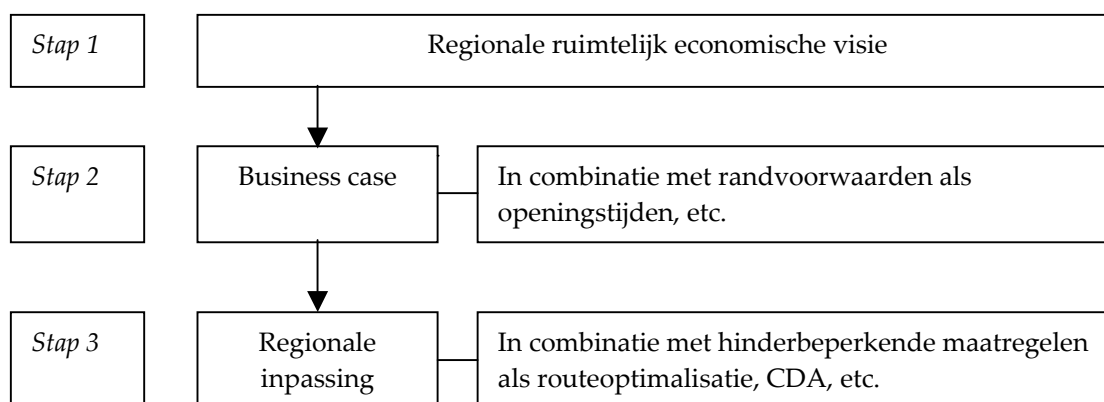 Stap 1
Regionale ruimtelijk economische visie
Stap 2
Business case
In combinatie met randvoorwaarden als
openingstijden, etc.
Stap 3
Regionale
inpassing
In combinatie met hinderbeperkende maatregelen
als routeoptimalisatie, CDA, etc.